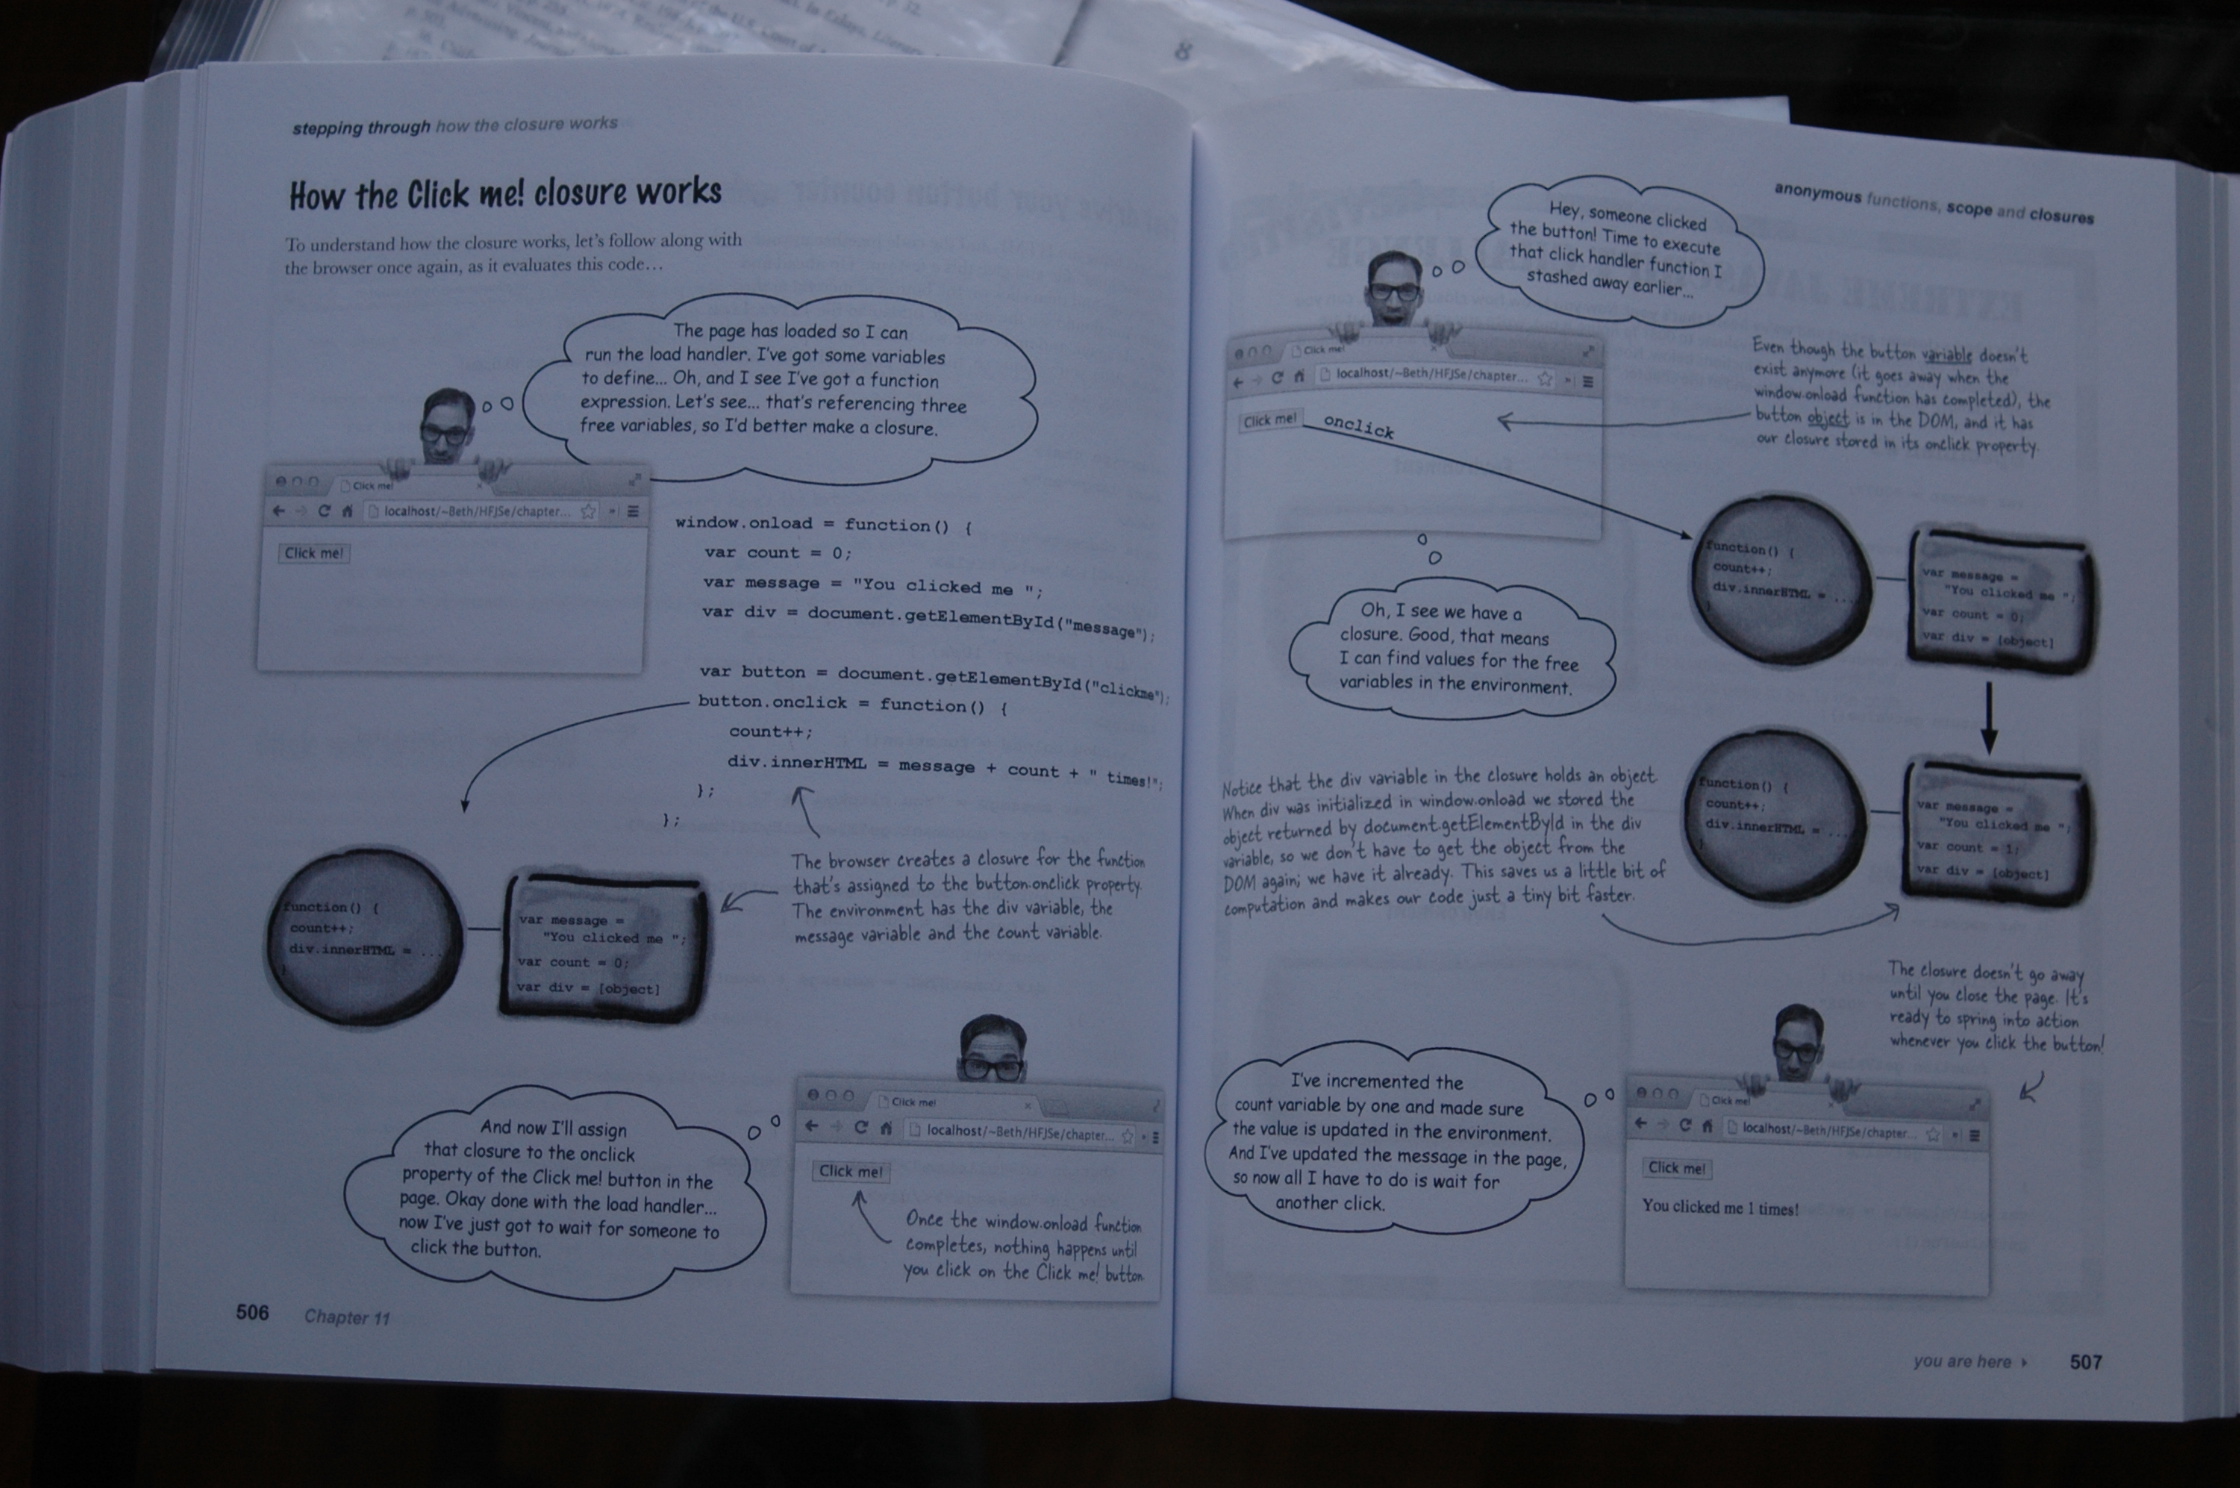 8
stepping through how the closure works
How the Click me! closure works
To understand how the closure works, let's follow along with
the browser once again, as it evaluates this code...
The page has loaded so I can
run the load handler. I've got some variables
to define... Oh, and I see I've got a function
expression. Let's see... that's referencing three
free variables, so I'd better make a closure.
Click me!
localhost/~Beth/HFJSe/chapter...
Click me!
window.onload = function() {
var count = 0;
var message = "You clicked me ";
var div = document.getElementById("message");
var button = document.getElementById("clickme");
button.onclick = function() {
count++;
div.innerHTML = message + count + " times!";
};
};
The browser creates a closure for the function
that's assigned to the button.onclick property.
The environment has the div variable, the
message variable and the count variable.
function() {
count++;
div.innerHTML = ...
}
var message =
"You clicked me ";
var count = 0;
var div = [object]
And now I'll assign
that closure to the onclick
property of the Click me! button in the
page. Okay done with the load handler...
now I've just got to wait for someone to
click the button.
Click me!
localhost/~Beth/HFJSe/chapter...
Click me!
Once the window.onload function
completes, nothing happens until
you click on the Click me! button.
506 Chapter 11
anonymous functions, scope and closures
Hey, someone clicked
the button! Time to execute
that click handler function I
stashed away earlier...
Click me!
localhost/~Beth/HFJSe/chapter...
Click me!
onclick
Even though the button variable doesn't
exist anymore (it goes away when the
window.onload function has completed), the
button object is in the DOM, and it has
our closure stored in its onclick property.
function() {
count++;
div.innerHTML = ...
}
var message =
"You clicked me ";
var count = 0;
var div = [object]
Oh, I see we have a
closure. Good, that means
I can find values for the free
variables in the environment.
Notice that the div variable in the closure holds an object.
When div was initialized in window.onload we stored the
object returned by document.getElementById in the div
variable, so we don't have to get the object from the
DOM again; we have it already. This saves us a little bit of
computation and makes our code just a tiny bit faster.
function() {
count++;
div.innerHTML = ...
}
var message =
"You clicked me ";
var count = 1;
var div = [object]
The closure doesn't go away
until you close the page. It's
ready to spring into action
whenever you click the button!
I've incremented the
count variable by one and made sure
the value is updated in the environment.
And I've updated the message in the page,
so now all I have to do is wait for
another click.
Click me!
localhost/~Beth/HFJSe/chapter...
Click me!
You clicked me 1 times!
you are here 507